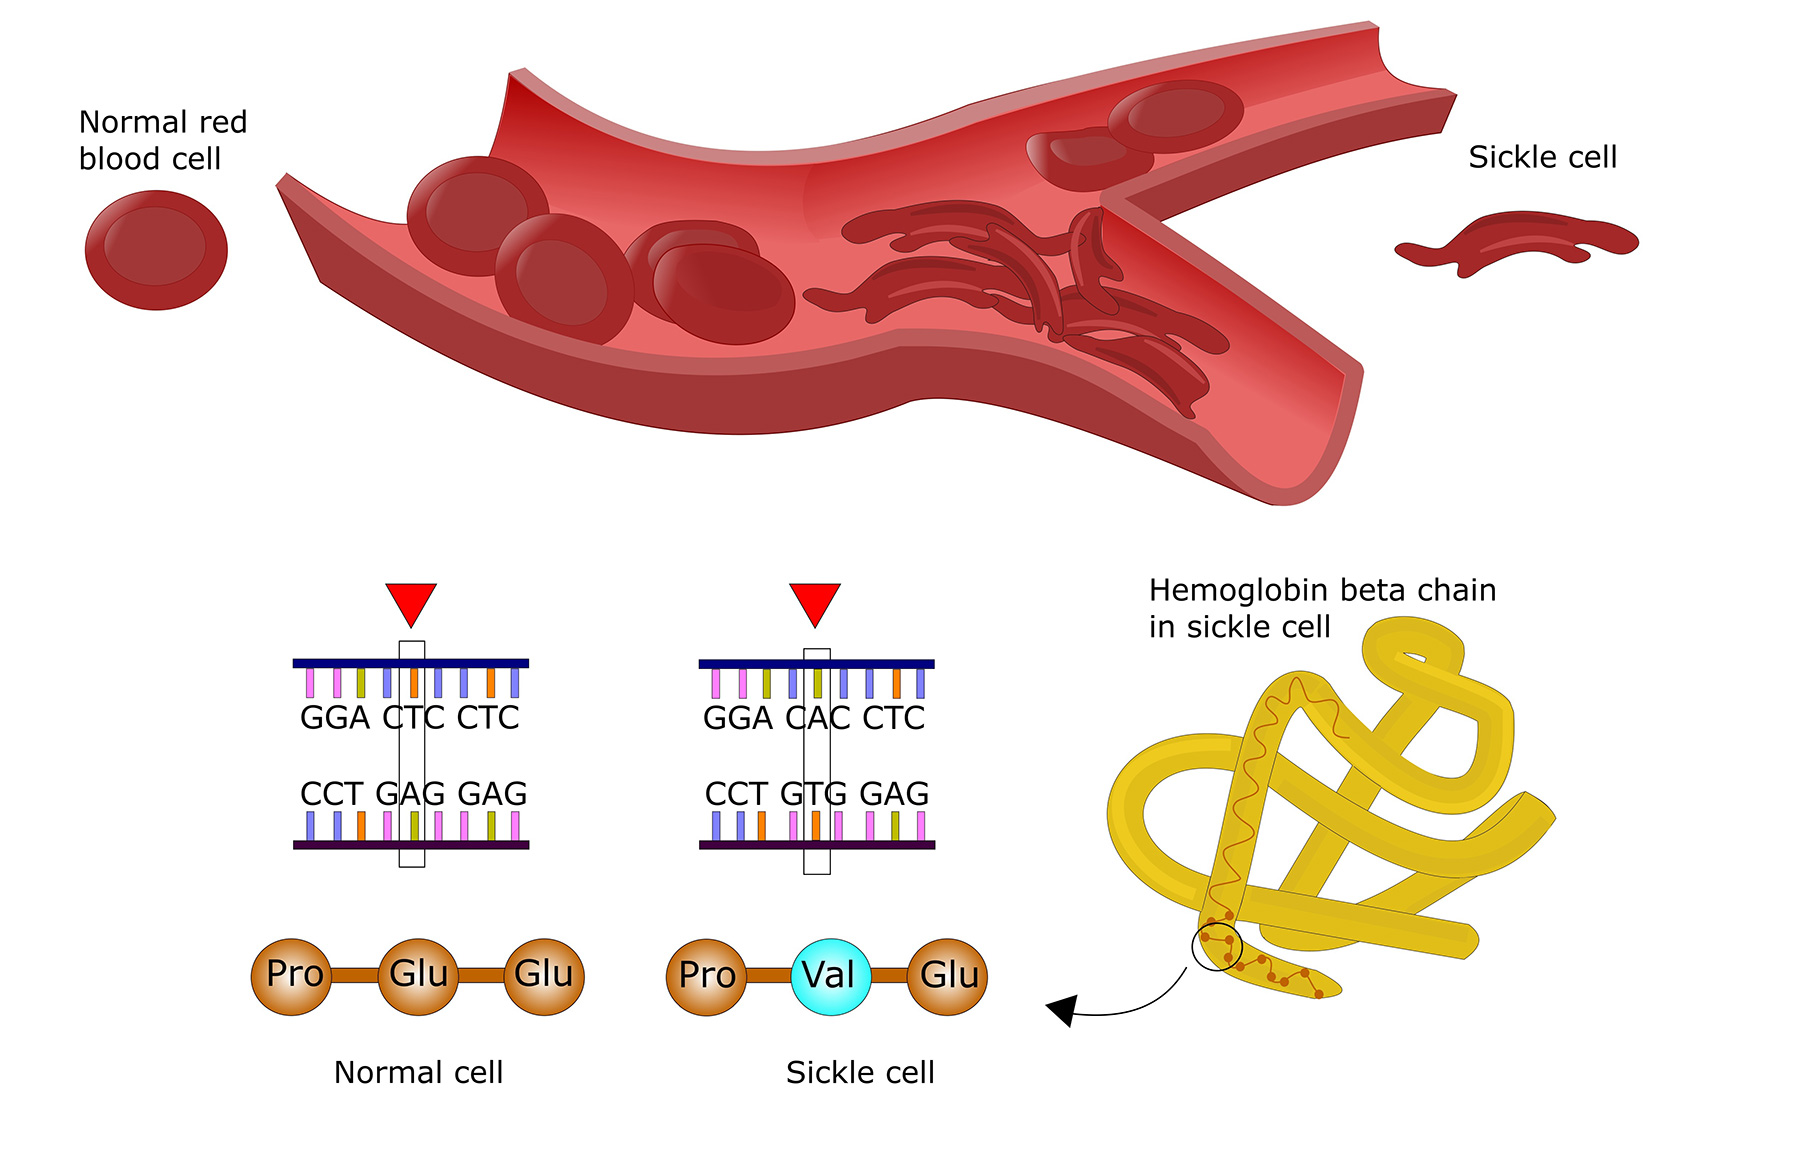 Normal red
blood cell
Sickle cell
Hemoglobin beta chain
in sickle cell
GGA CTC CTC
CCT GAG GAG
Pro Glu Glu
Normal cell
GGA CAC CTC
CCT GTG GAG
Pro Val Glu
Sickle cell